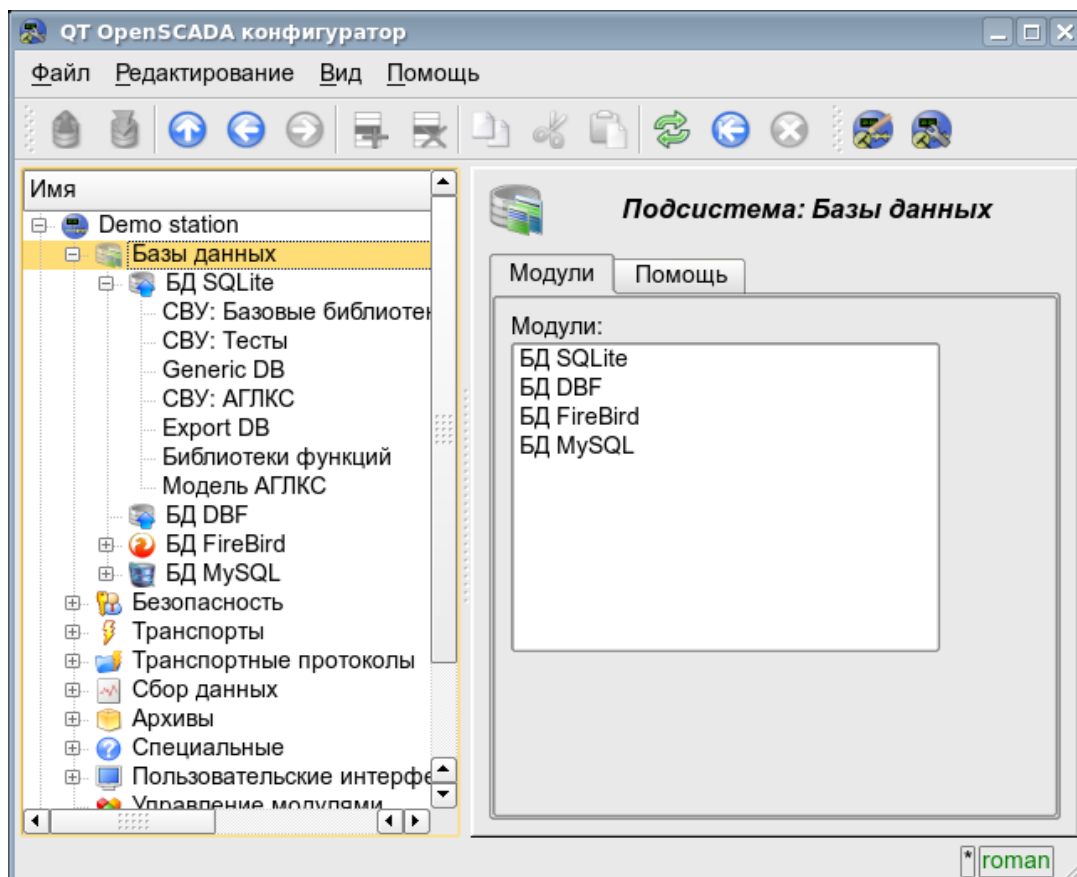 QT OpenSCADA конфигуратор
Файл Редактирование Вид Помощь
Имя
Demo station
Базы данных
БД SQLite
СВУ: Базовые библиотек
СВУ: Тесты
Generic DB
СВУ: АГЛКС
Export DB
Библиотеки функций
Модель АГЛКС
БД DBF
БД FireBird
БД MySQL
Безопасность
Транспорты
Транспортные протоколы
Сбор данных
Архивы
Специальные
Пользовательские интерфе
Управление модулями
Подсистема: Базы данных
Модули Помощь
Модули:
БД SQLite
БД DBF
БД FireBird
БД MySQL
* roman